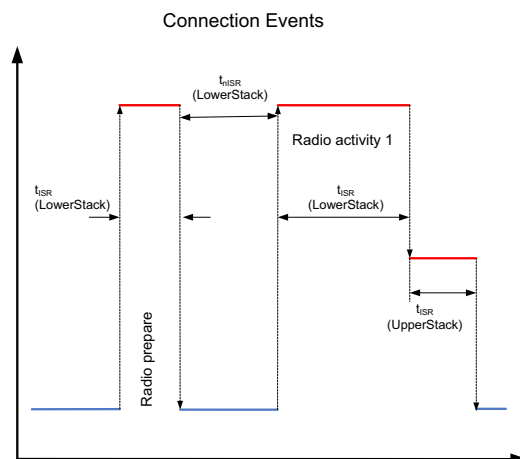 Connection Events
tnISR
(LowerStack)
Radio activity 1
tISR
(LowerStack)
tISR
(LowerStack)
tISR
(UpperStack)
Radio prepare